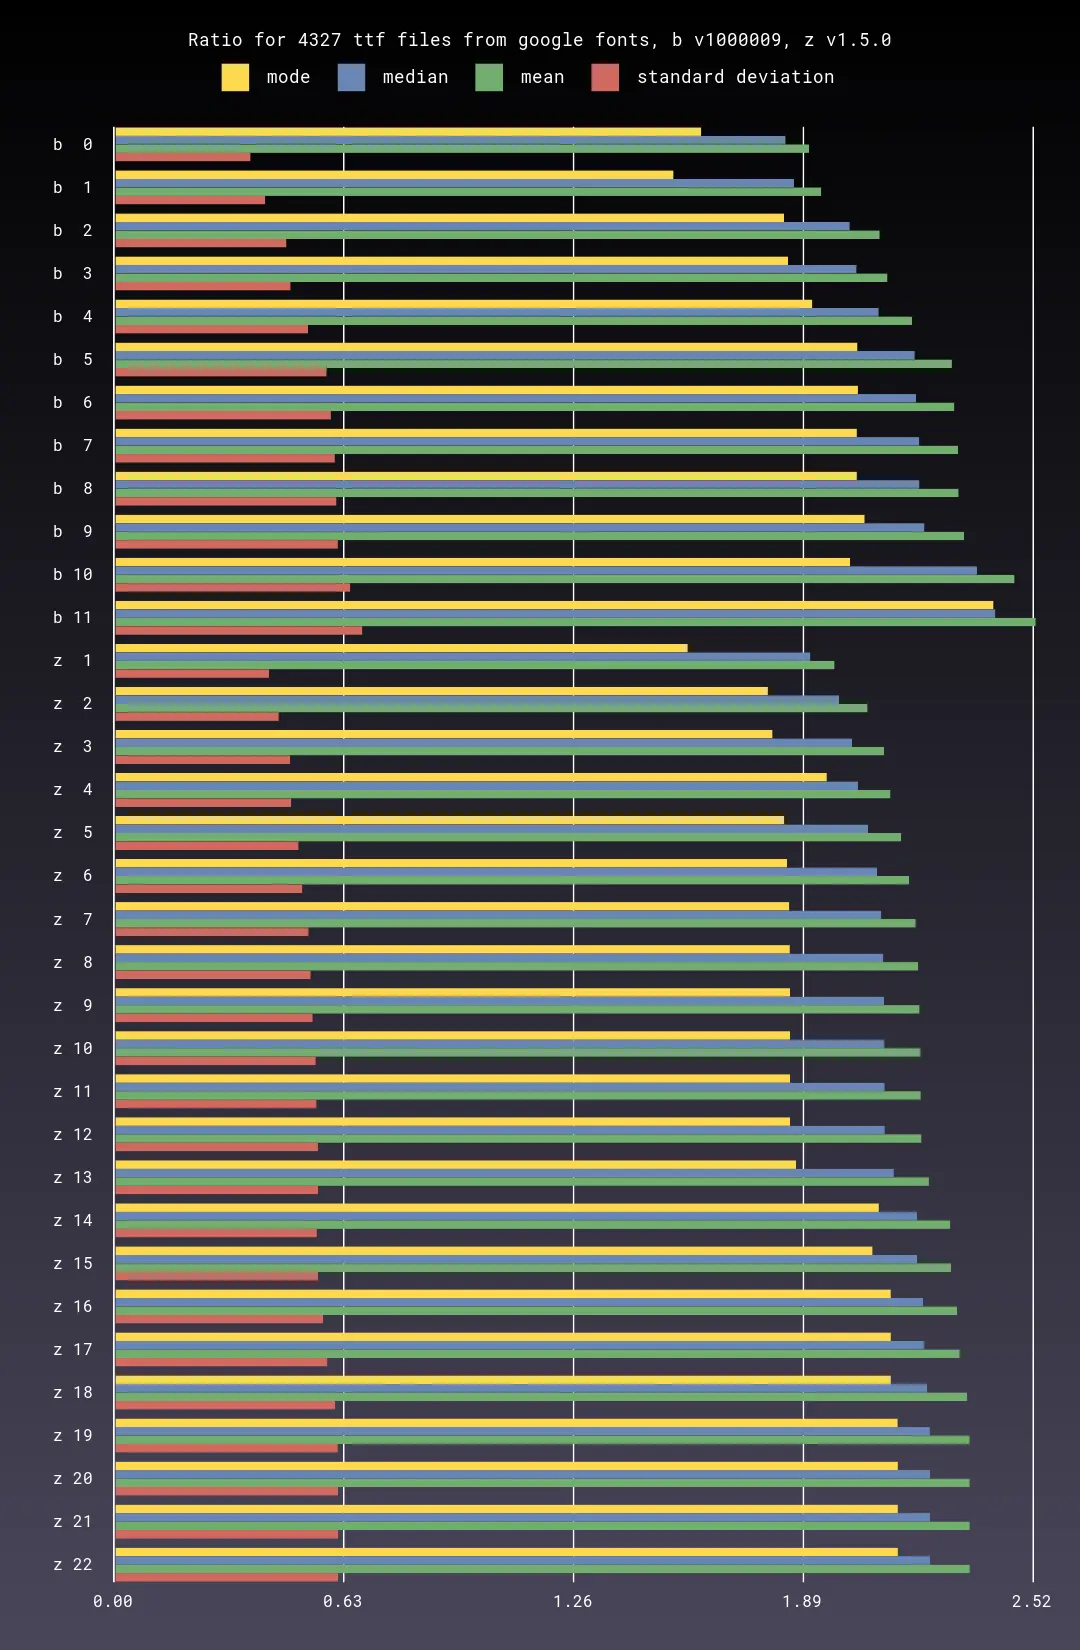 Ratio for 4327 ttf files from google fonts, b v1000009, z v1.5.0
mode median mean standard deviation
b 0
b 1
b 2
b 3
b 4
b 5
b 6
b 7
b 8
b 9
b 10
b 11
z 1
z 2
z 3
z 4
z 5
z 6
z 7
z 8
z 9
z 10
z 11
z 12
z 13
z 14
z 15
z 16
z 17
z 18
z 19
z 20
z 21
z 22
0.00 0.63 1.26 1.89 2.52